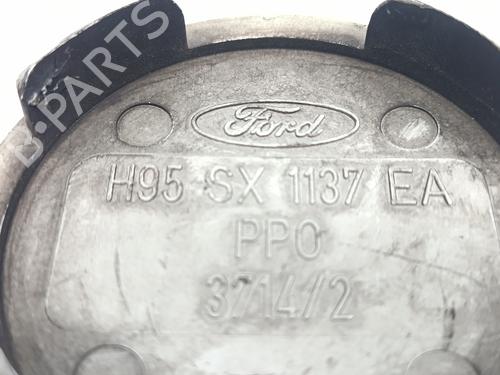 B·PARTS
Ford
H95 SX 1137 EA
PPO
3714/2